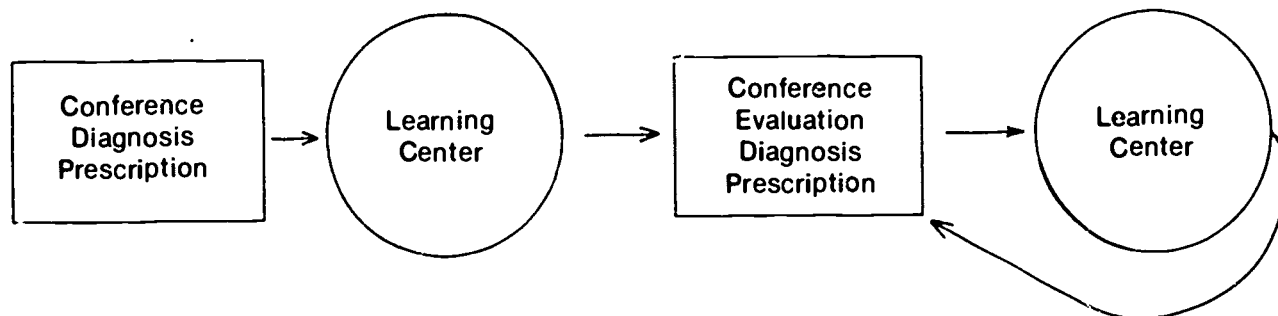 Conference
Diagnosis
Prescription
Learning
Center
Conference
Evaluation
Diagnosis
Prescription
Learning
Center